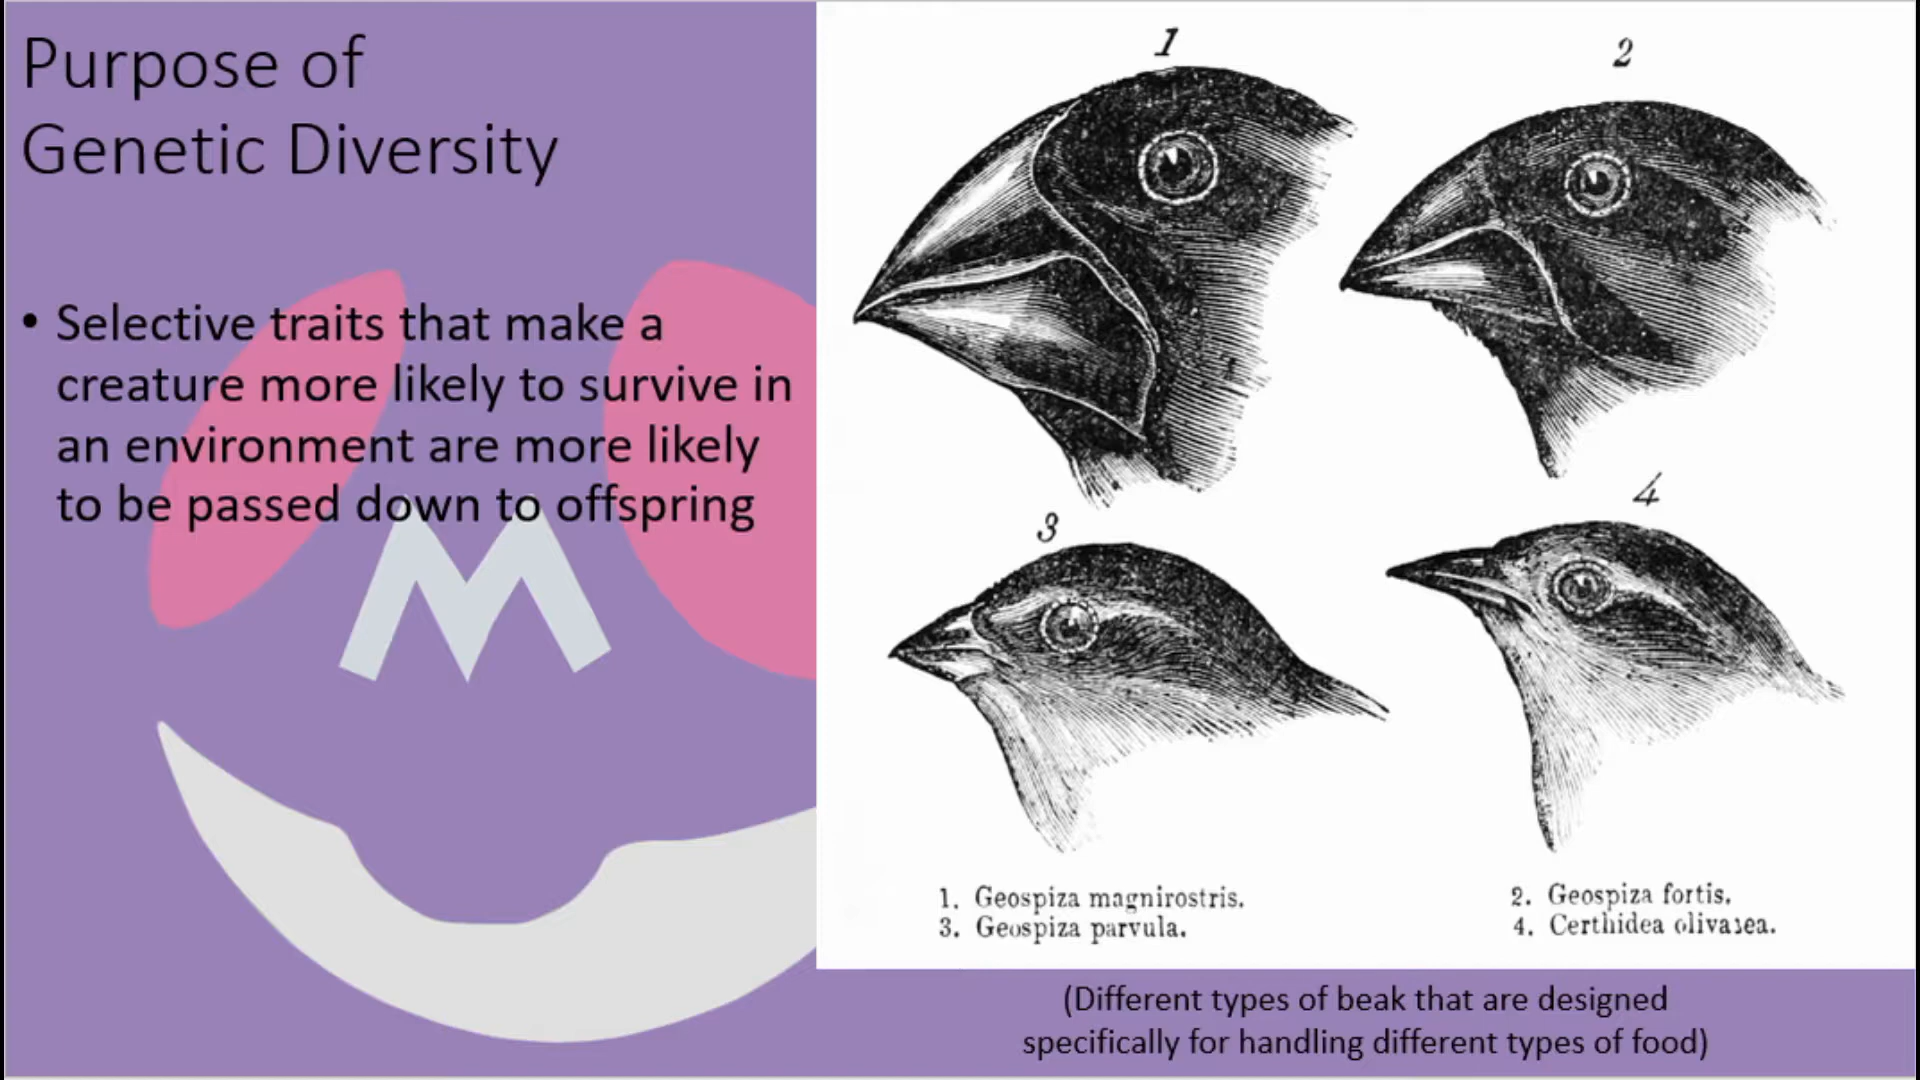 Purpose of
Genetic Diversity
• Selective traits that make a
creature more likely to survive in
an environment are more likely
to be passed down to offspring
M
1
2
3
4
1. Geospiza magnirostris.
2. Geospiza fortis.
3. Geospiza parvula.
4. Certhidea olivasea.
(Different types of beak that are designed
specifically for handling different types of food)